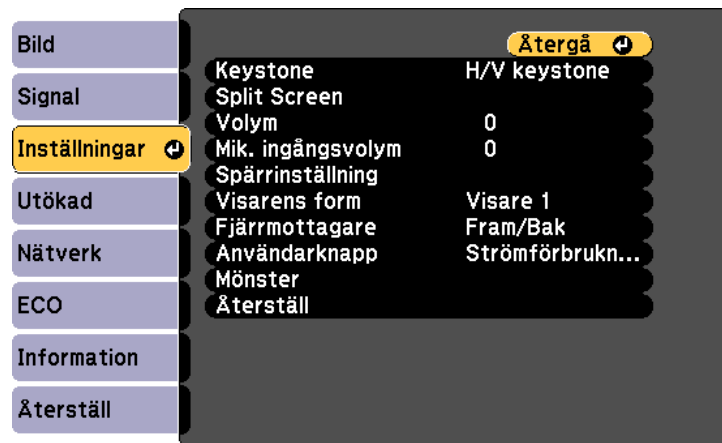 Bild
Signal
Inställningar
Utökad
Nätverk
ECO
Information
Återställ
Återgå
Keystone H/V keystone
Split Screen
Volym 0
Mik. ingångsvolym 0
Spärrinställning
Visarens form Visare 1
Fjärrmottagare Fram/Bak
Användarknapp Strömförbrukn...
Mönster
Återställ